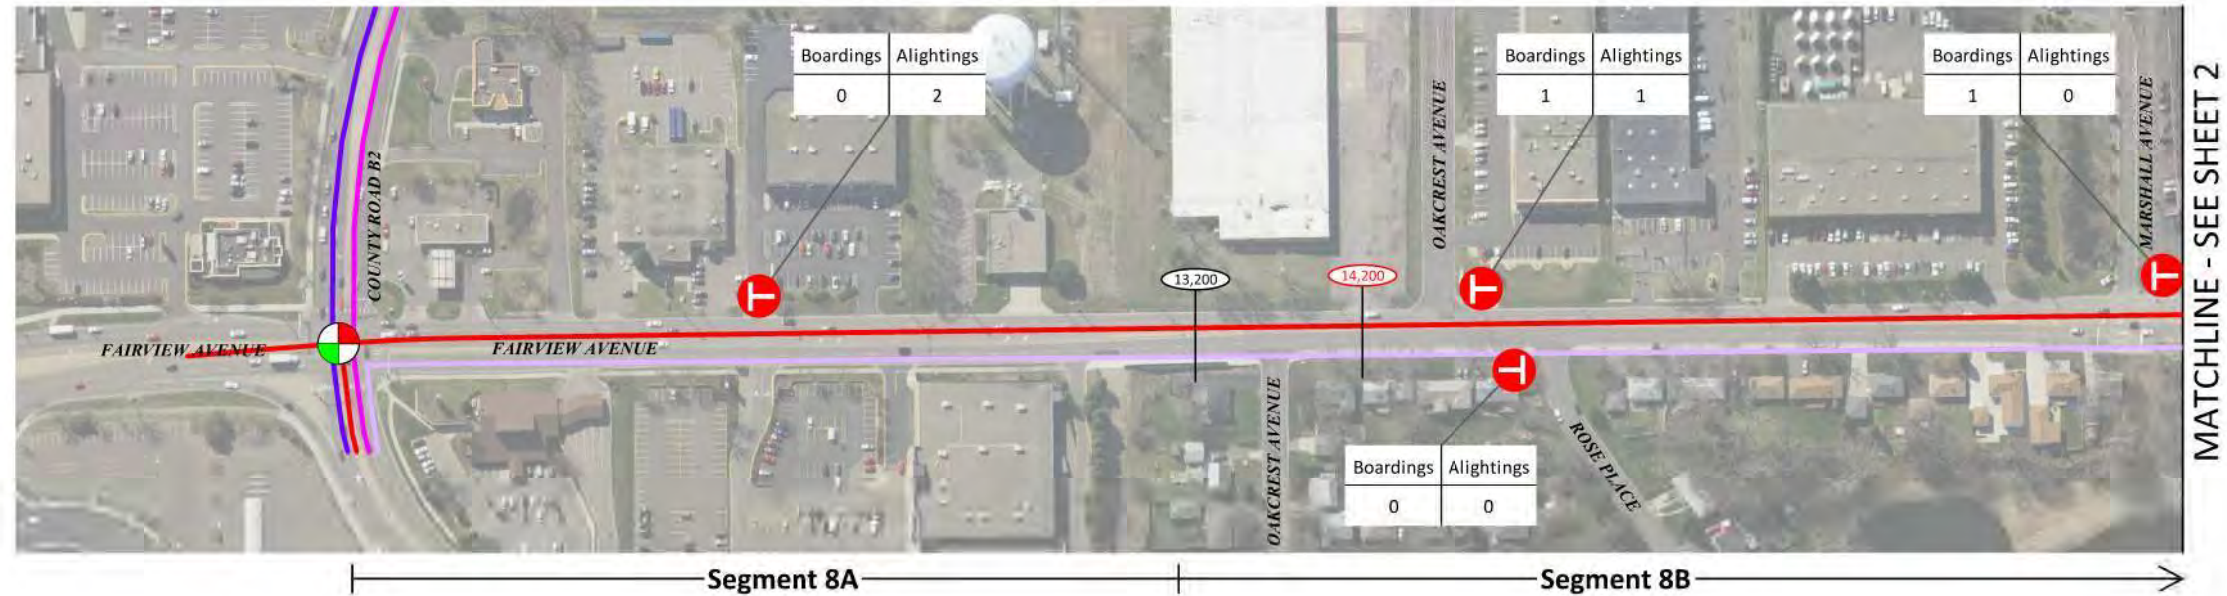 Boardings Alightings
0 2
Boardings Alightings
1 1
Boardings Alightings
1 0
COUNTY ROAD B2
OAKCREST AVENUE
MARSHALL AVENUE
MATCHLINE - SEE SHEET 2
13,200
14,200
T
T
T
FAIRVIEW AVENUE
FAIRVIEW AVENUE
T
OAKCREST AVENUE
ROSE PLACE
Boardings Alightings
0 0
Segment 8A
Segment 8B